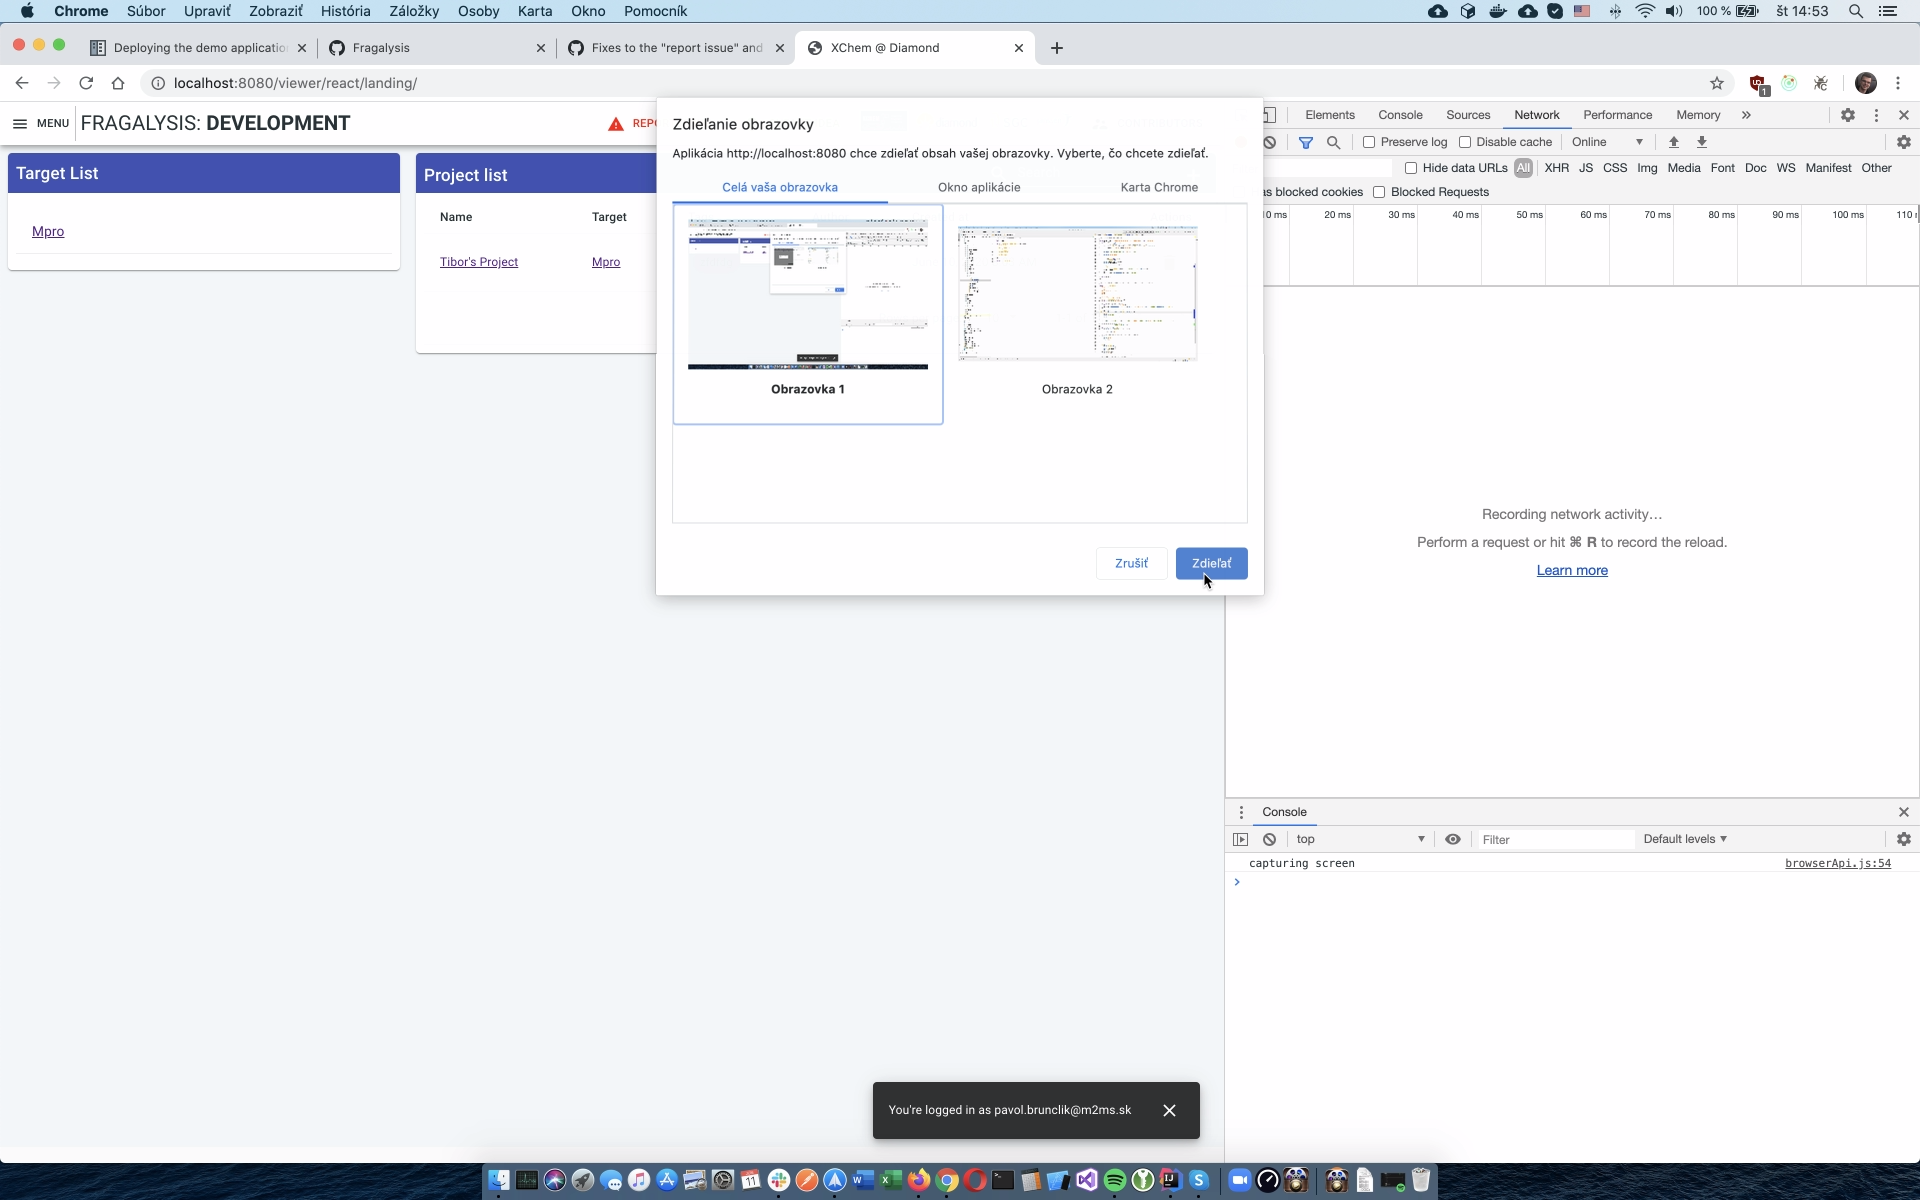 Chrome Súbor Upraviť Zobraziť História Záložky Osoby Karta Okno Pomocník 100 % št 14:53
Deploying the demo applicatio Fragalysis Fixes to the "report issue" and XChem @ Diamond
localhost:8080/viewer/react/landing/
MENU FRAGALYSIS: DEVELOPMENT REPO
Target List
Mpro
Project list
Name Target
Tibor's Project Mpro
Zdieľanie obrazovky
Aplikácia http://localhost:8080 chce zdieľať obsah vašej obrazovky. Vyberte, čo chcete zdieľať.
Celá vaša obrazovka Okno aplikácie Karta Chrome
Obrazovka 1 Obrazovka 2
Zrušiť Zdieľať
Elements Console Sources Network Performance Memory
Preserve log Disable cache Online
Hide data URLs All XHR JS CSS Img Media Font Doc WS Manifest Other
as blocked cookies Blocked Requests
10 ms 20 ms 30 ms 40 ms 50 ms 60 ms 70 ms 80 ms 90 ms 100 ms 110
Recording network activity…
Perform a request or hit ⌘ R to record the reload.
Learn more
Console
top Filter Default levels
capturing screen browserApi.js:54
You're logged in as pavol.brunclik@m2ms.sk